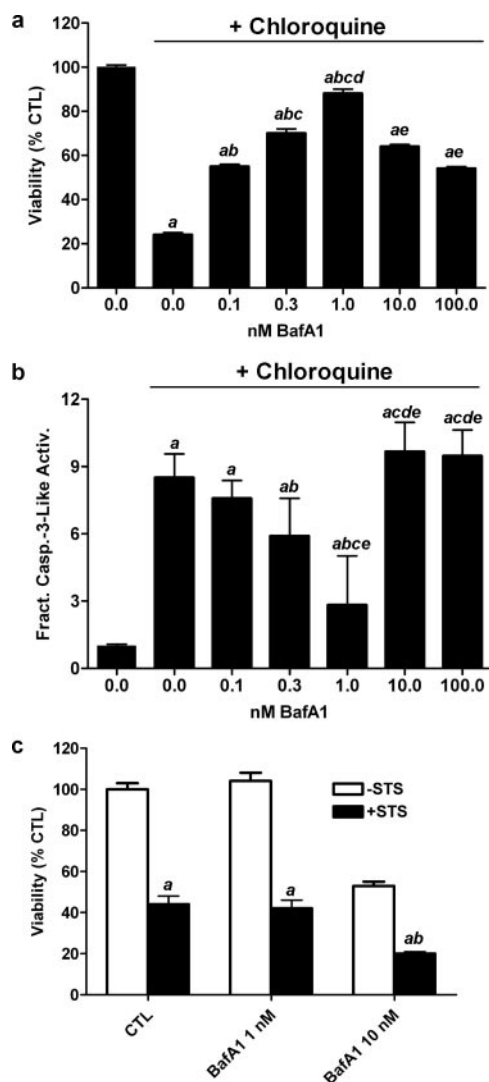 a
+ Chloroquine
Viability (% CTL)
120
100
80
60
40
20
0
a
ab
abc
abcd
ae
ae
0.0 0.0 0.1 0.3 1.0 10.0 100.0
nM BafA1
b
+ Chloroquine
Fract. Casp.-3-Like Activ.
12
9
6
3
0
a
a
ab
abce
acde
acde
0.0 0.0 0.1 0.3 1.0 10.0 100.0
nM BafA1
c
Viability (% CTL)
120
100
80
60
40
20
0
-STS
+STS
a
a
ab
CTL
BafA1 1 nM
BafA1 10 nM